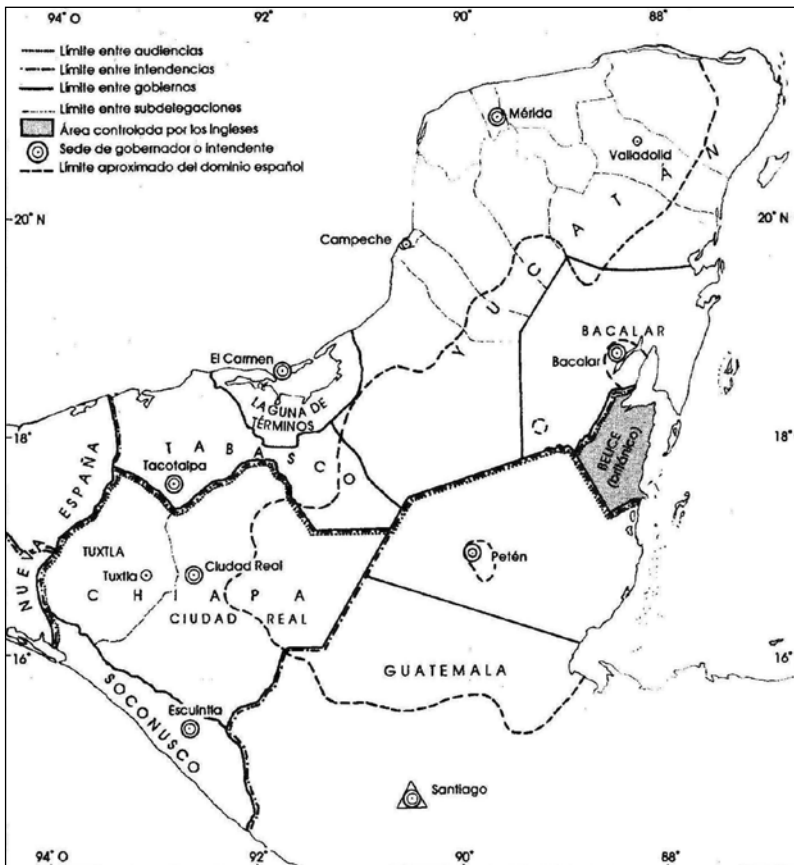 94° O
92°
90°
88°
Límite entre audiencias
Límite entre intendencias
Límite entre gobiernos
Límite entre subdelegaciones
Área controlada por los Ingleses
Sede de gobernador o intendente
Límite aproximado del dominio español
Mérida
Valladolid
20° N
20° N
Campeche
YUCATÁN
BACALAR
Bacalar
El Carmen
LAGUNA DE
TÉRMINOS
18°
18°
TABASCO
Tacotalpa
BELICE
(británico)
NUEVA ESPAÑA
TUXTLA
Tuxtla
Ciudad Real
Petén
CHIAPA
CIUDAD REAL
16°
16°
GUATEMALA
SOCONUSCO
Escuintla
Santiago
94° O
92°
90°
88°